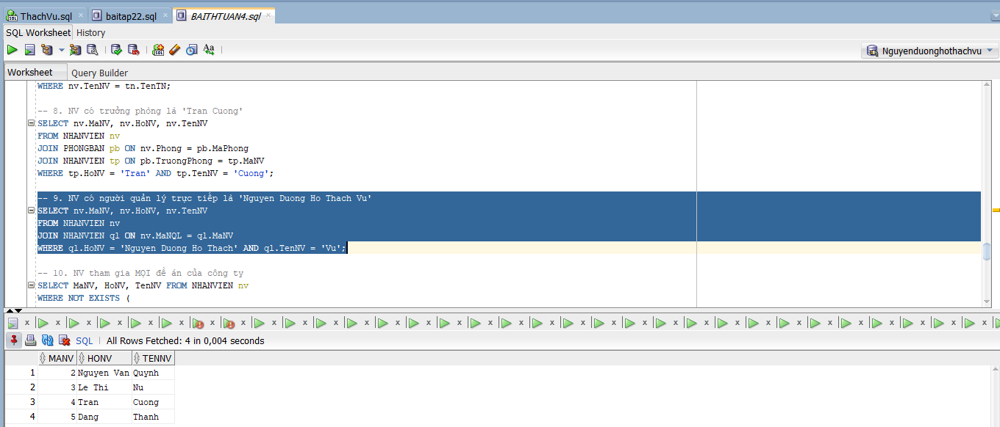 ThachVu.sql × baitap22.sql × BAITHTUAN4.sql ×
SQL Worksheet History
Nguyenduonghothachvu
Worksheet Query Builder
WHERE nv.TenNV = tn.TenTN;
-- 8. NV có trưởng phòng là 'Tran Cuong'
SELECT nv.MaNV, nv.HoNV, nv.TenNV
FROM NHANVIEN nv
JOIN PHONGBAN pb ON nv.Phong = pb.MaPhong
JOIN NHANVIEN tp ON pb.TruongPhong = tp.MaNV
WHERE tp.HoNV = 'Tran' AND tp.TenNV = 'Cuong';
-- 9. NV có người quản lý trực tiếp là 'Nguyen Duong Ho Thach Vu'
SELECT nv.MaNV, nv.HoNV, nv.TenNV
FROM NHANVIEN nv
JOIN NHANVIEN ql ON nv.MaNQL = ql.MaNV
WHERE ql.HoNV = 'Nguyen Duong Ho Thach' AND ql.TenNV = 'Vu';
-- 10. NV tham gia MỌI đề án của công ty
SELECT MaNV, HoNV, TenNV FROM NHANVIEN nv
WHERE NOT EXISTS (
SQL All Rows Fetched: 4 in 0,004 seconds
MANV HONV TENNV
1 2 Nguyen Van Quynh
2 3 Le Thi Nu
3 4 Tran Cuong
4 5 Dang Thanh